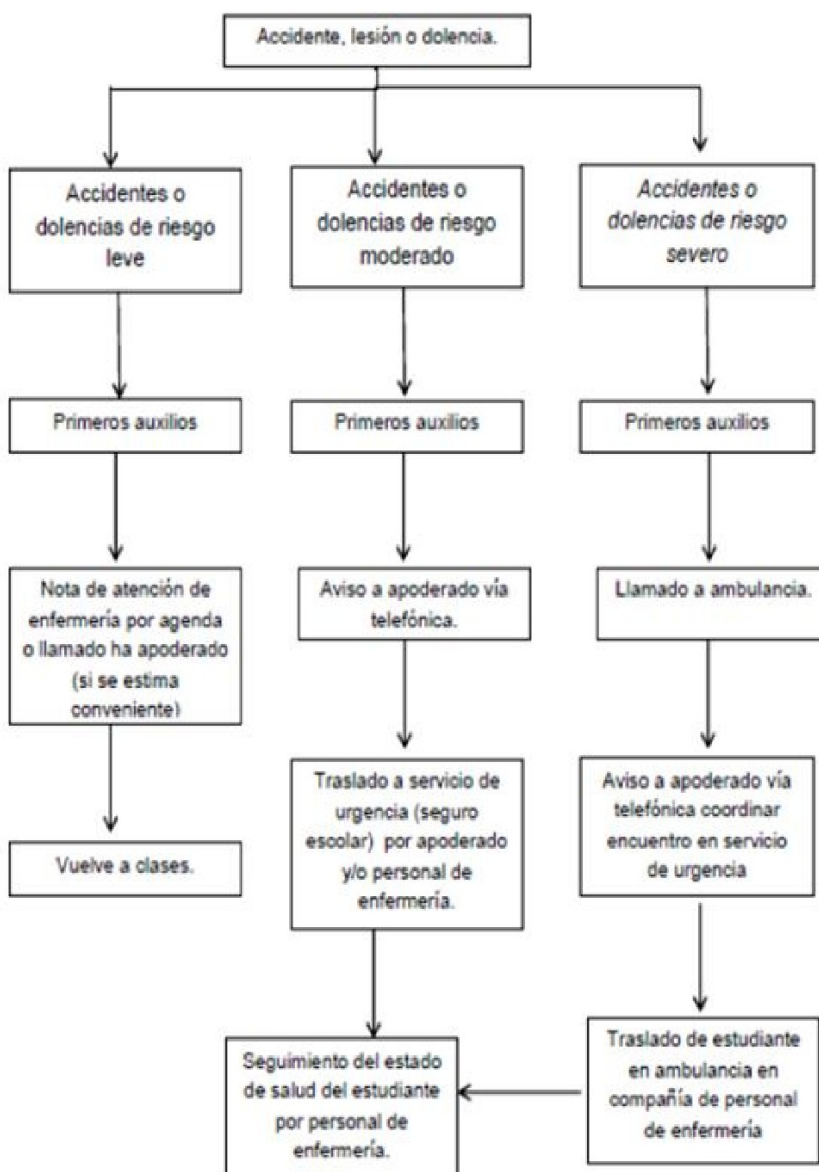 Accidente, lesión o dolencia.
Accidentes o
dolencias de riesgo
leve
Accidentes o
dolencias de riesgo
moderado
Accidentes o
dolencias de riesgo
severo
Primeros auxilios
Primeros auxilios
Primeros auxilios
Nota de atención de
enfermería por agenda
o llamado ha apoderado
(si se estima
conveniente)
Aviso a apoderado vía
telefónica.
Llamado a ambulancia.
Vuelve a clases.
Traslado a servicio de
urgencia (seguro
escolar) por apoderado
y/o personal de
enfermería.
Aviso a apoderado vía
telefónica coordinar
encuentro en servicio
de urgencia
Seguimiento del estado
de salud del estudiante
por personal de
enfermería.
Traslado de estudiante
en ambulancia en
compañía de personal
de enfermería